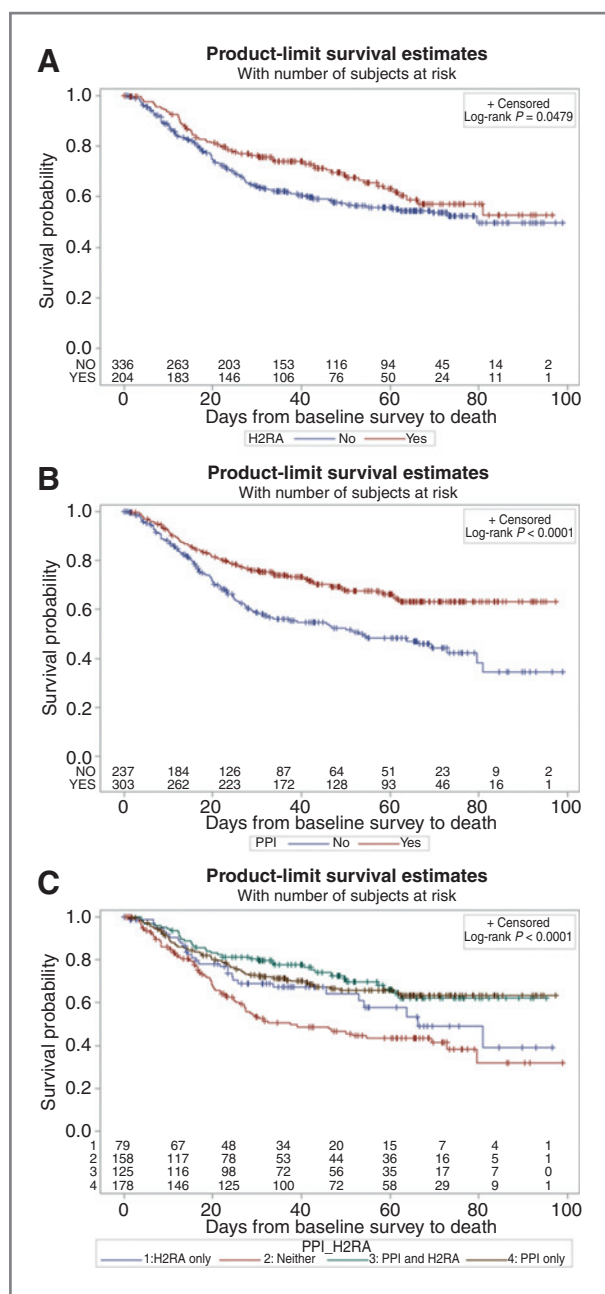 A
Product-limit survival estimates
With number of subjects at risk
+ Censored
Log-rank P = 0.0479
Survival probability
1.0
0.8
0.6
0.4
0.2
0.0
NO 336 263 203 153 116 94 45 14 2
YES 204 183 146 106 76 50 24 11 1
0 20 40 60 80 100
Days from baseline survey to death
H2RA No Yes
B
Product-limit survival estimates
With number of subjects at risk
+ Censored
Log-rank P < 0.0001
Survival probability
1.0
0.8
0.6
0.4
0.2
0.0
NO 237 184 126 87 64 51 23 9 2
YES 303 262 223 172 128 93 46 16 1
0 20 40 60 80 100
Days from baseline survey to death
PPI No Yes
C
Product-limit survival estimates
With number of subjects at risk
+ Censored
Log-rank P < 0.0001
Survival probability
1.0
0.8
0.6
0.4
0.2
0.0
1 79 67 48 34 20 15 7 4 1
2 158 117 78 53 44 36 16 5 1
3 125 116 98 72 56 35 17 7 0
4 178 146 125 100 72 58 29 9 1
0 20 40 60 80 100
Days from baseline survey to death
PPI_H2RA
1:H2RA only 2: Neither 3: PPI and H2RA 4: PPI only